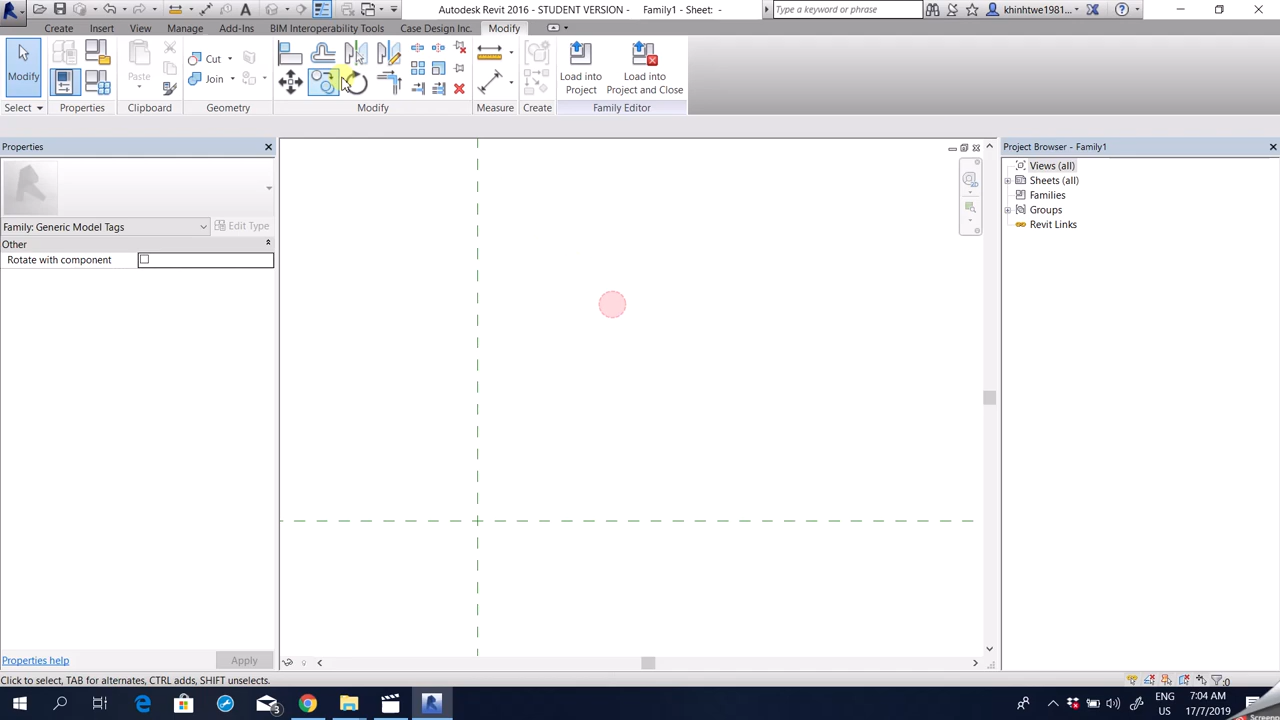 Autodesk Revit 2016 - STUDENT VERSION - Family1 - Sheet: -
Type a keyword or phrase
khinhtwe1981...
Create
Insert
View
Manage
Add-Ins
BIM Interoperability Tools
Case Design Inc.
Modify
Modify
Paste
Cut
Join
Load into
Project
Load into
Project and Close
Select
Properties
Clipboard
Geometry
Modify
Measure
Create
Family Editor
Properties
Family: Generic Model Tags
Edit Type
Other
Rotate with component
Properties help
Apply
Project Browser - Family1
Views (all)
Sheets (all)
Families
Groups
Revit Links
Click to select, TAB for alternates, CTRL adds, SHIFT unselects.
:0
3
ENG
US
7:04 AM
17/7/2019